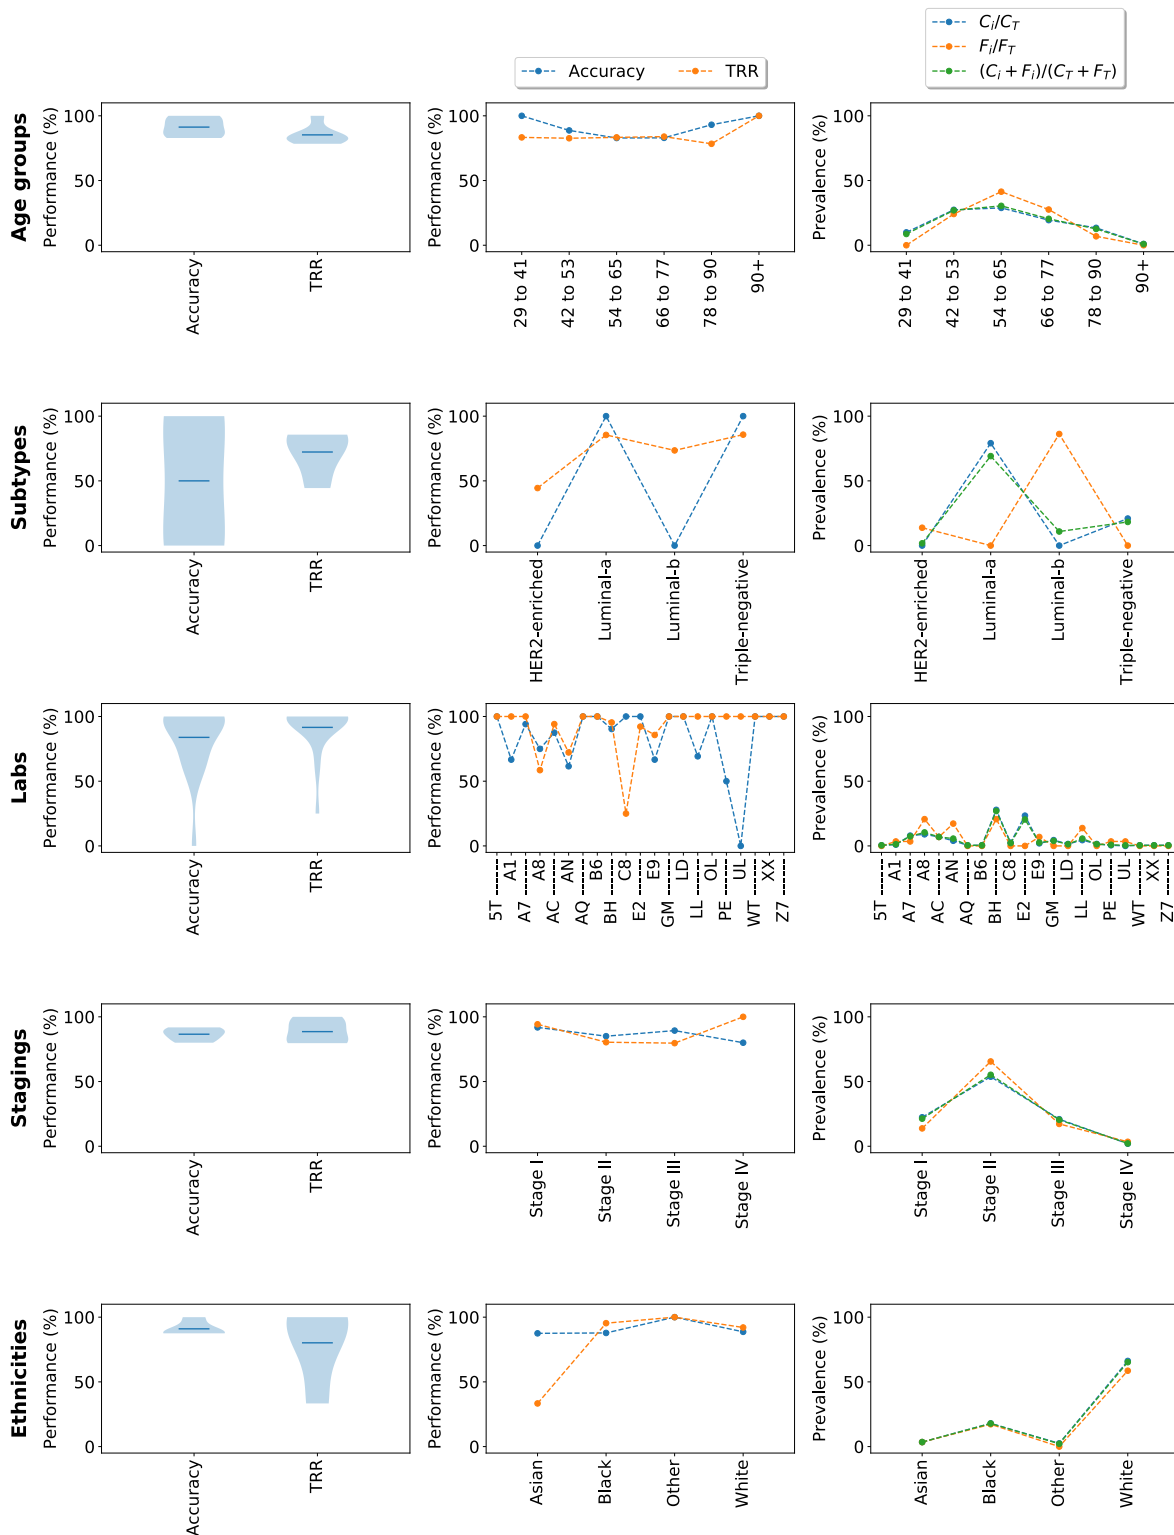 C_i/C_T
F_i/F_T
(C_i + F_i)/(C_T + F_T)
Accuracy TRR
Age groups
Performance (%)
100
50
0
Accuracy
TRR
Performance (%)
100
50
0
29 to 41
42 to 53
54 to 65
66 to 77
78 to 90
90+
Prevalence (%)
100
50
0
29 to 41
42 to 53
54 to 65
66 to 77
78 to 90
90+
Subtypes
Performance (%)
100
50
0
Accuracy
TRR
Performance (%)
100
50
0
HER2-enriched
Luminal-a
Luminal-b
Triple-negative
Prevalence (%)
100
50
0
HER2-enriched
Luminal-a
Luminal-b
Triple-negative
Labs
Performance (%)
100
50
0
Accuracy
TRR
Performance (%)
100
50
0
5T
A1
A7
A8
AC
AN
AQ
B6
BH
C8
E2
E9
GM
LD
LL
OL
PE
UL
WT
XX
Z7
Prevalence (%)
100
50
0
5T
A1
A7
A8
AC
AN
AQ
B6
BH
C8
E2
E9
GM
LD
LL
OL
PE
UL
WT
XX
Z7
Stagings
Performance (%)
100
50
0
Accuracy
TRR
Performance (%)
100
50
0
Stage I
Stage II
Stage III
Stage IV
Prevalence (%)
100
50
0
Stage I
Stage II
Stage III
Stage IV
Ethnicities
Performance (%)
100
50
0
Accuracy
TRR
Performance (%)
100
50
0
Asian
Black
Other
White
Prevalence (%)
100
50
0
Asian
Black
Other
White